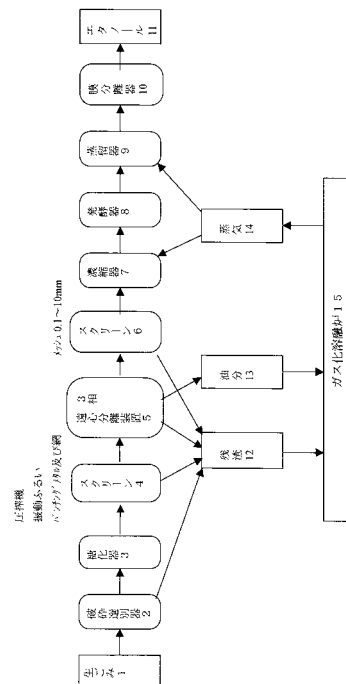 圧搾機
振動ふるい
パンチングメタル及び網
メッシュ 0.1～10mm
生ごみ 1
破砕選別器 2
糖化器 3
スクリーン 4
3相
遠心分離装置 5
スクリーン 6
濃縮器 7
発酵器 8
蒸留器 9
膜分離器 10
エタノール 11
残渣 12
油分 13
蒸気 14
ガス化溶融炉 15